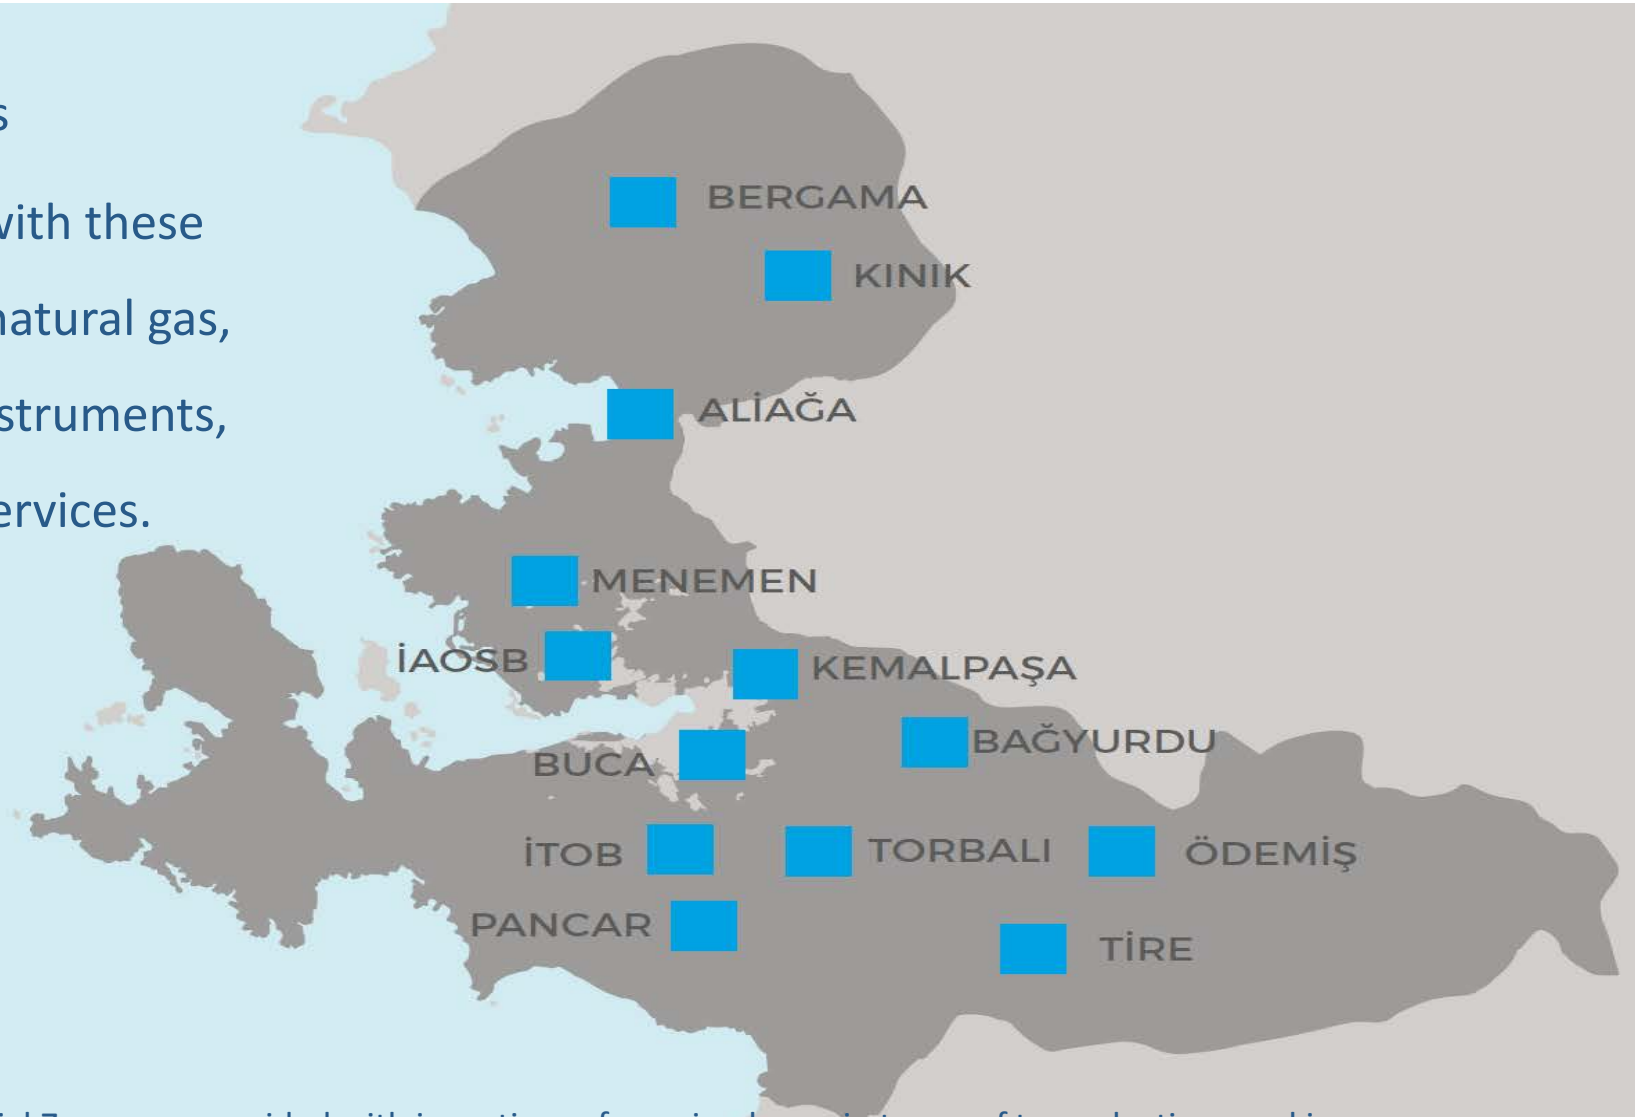 s
with these
natural gas,
struments,
ervices.
BERGAMA
KINIK
ALİAĞA
MENEMEN
İAOSB
KEMALPAŞA
BUCA
BAĞYURDU
İTOB
TORBALI
ÖDEMİŞ
PANCAR
TİRE